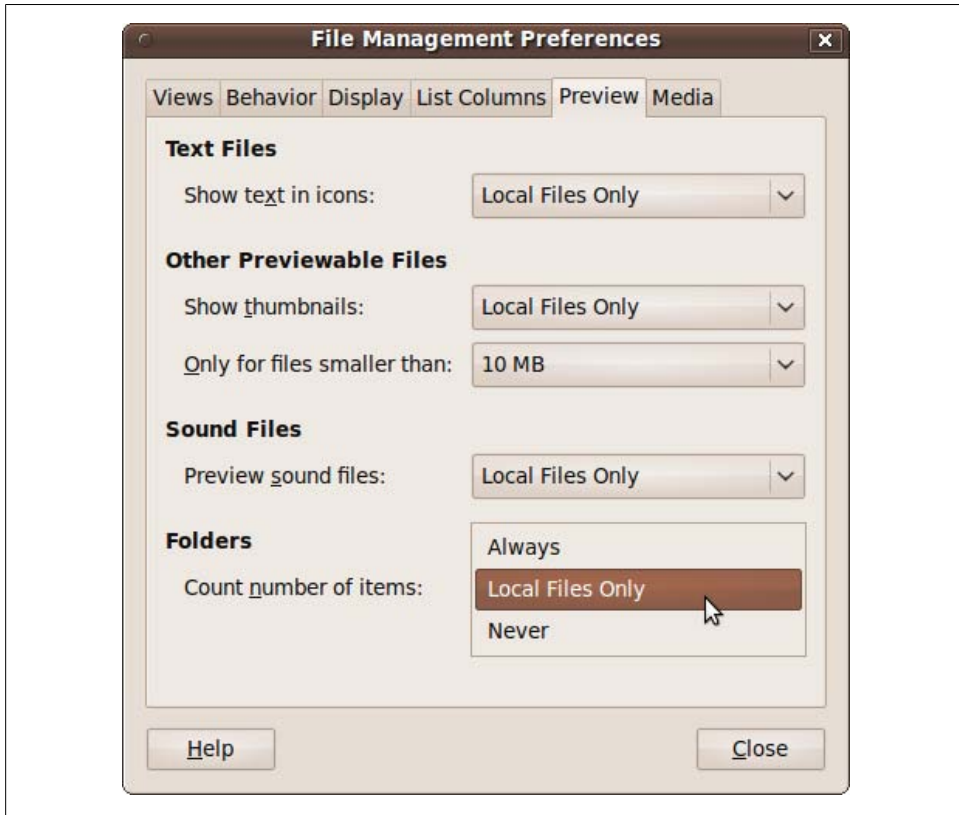 File Management Preferences
Views Behavior Display List Columns Preview Media
Text Files
Show text in icons: Local Files Only
Other Previewable Files
Show thumbnails: Local Files Only
Only for files smaller than: 10 MB
Sound Files
Preview sound files: Local Files Only
Folders
Always
Count number of items: Local Files Only
Never
Help Close